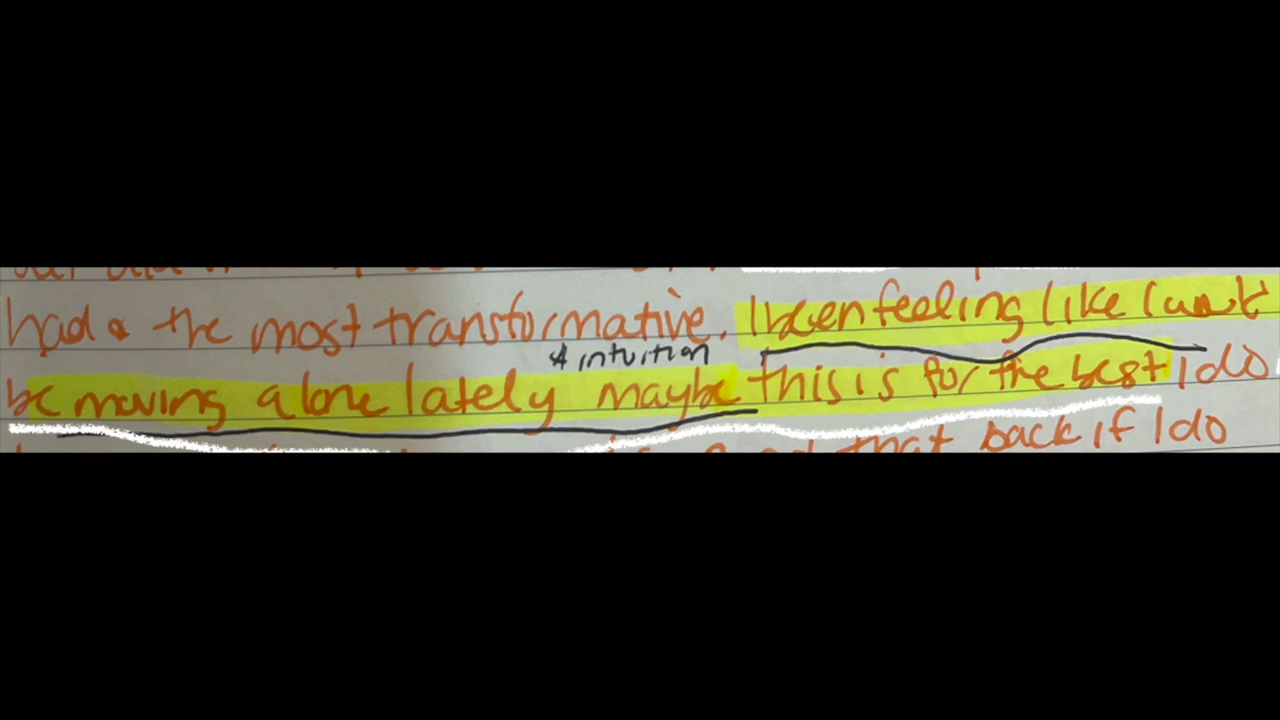 had the most transformative. I been feeling like I
* intuition
be moving alone lately maybe this is for the best I do
that back if I do